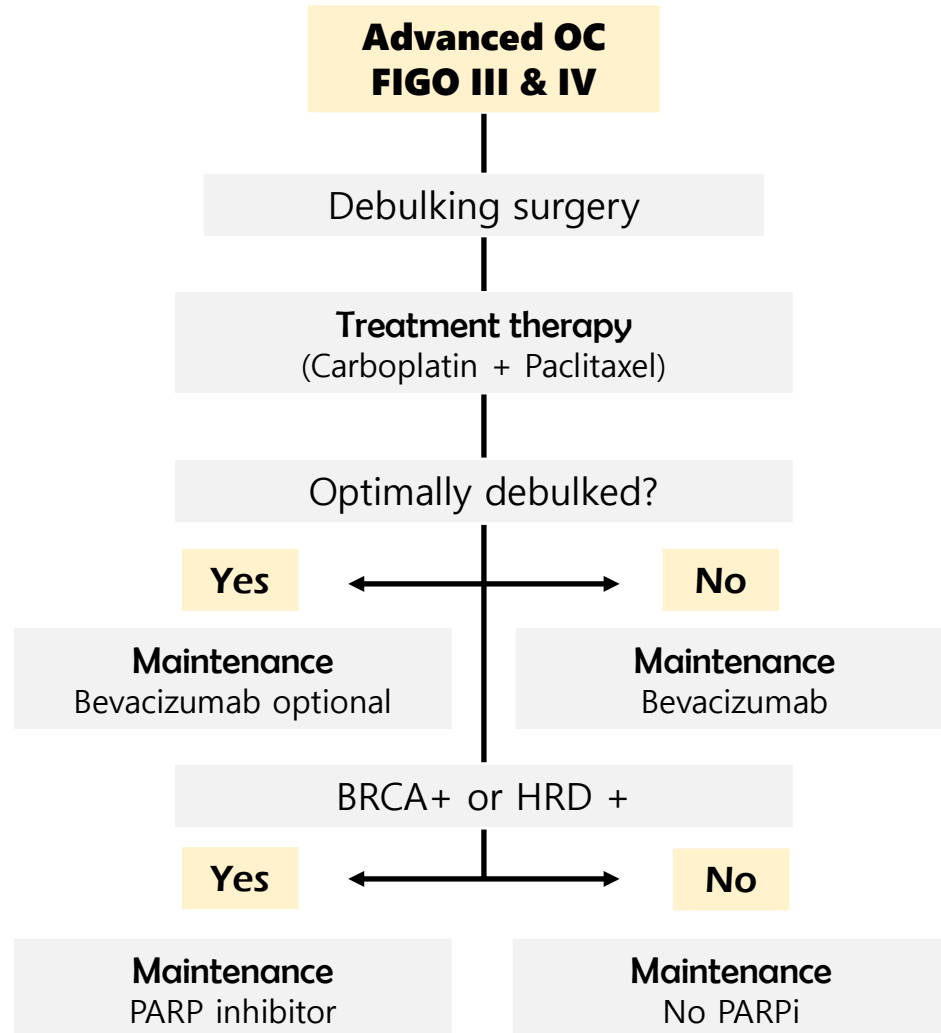 Advanced OC
FIGO III & IV
Debulking surgery
Treatment therapy
(Carboplatin + Paclitaxel)
Optimally debulked?
Yes
No
Maintenance
Bevacizumab optional
Maintenance
Bevacizumab
BRCA+ or HRD +
Yes
No
Maintenance
PARP inhibitor
Maintenance
No PARPi